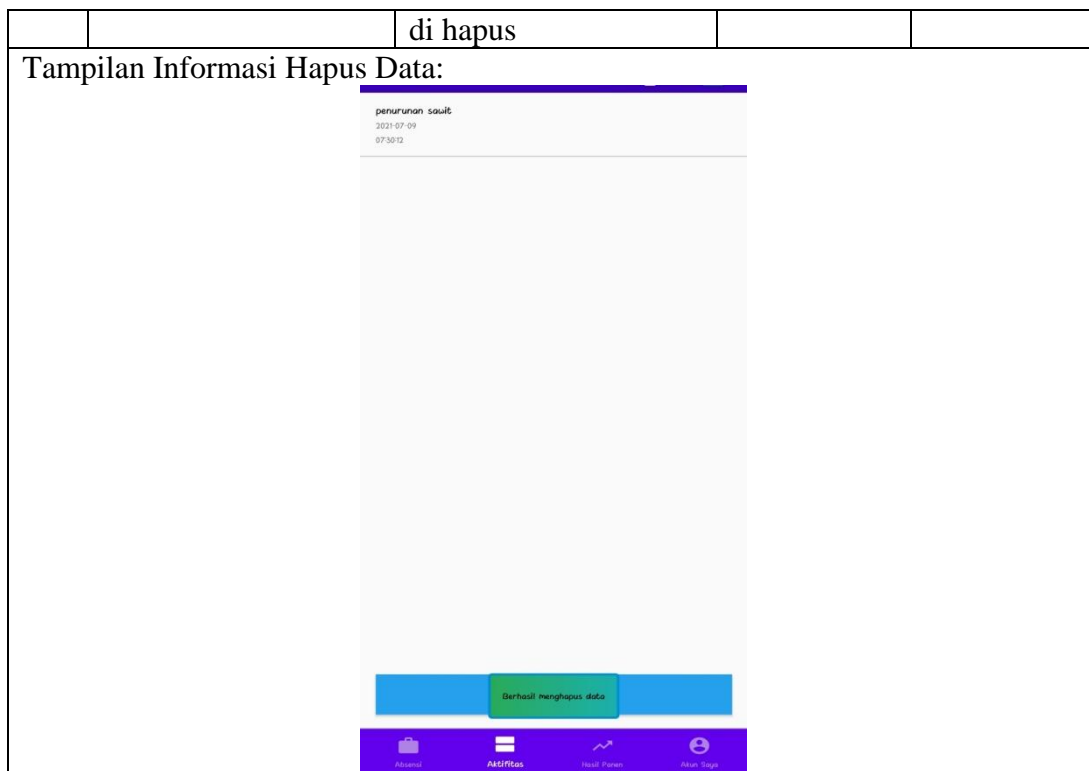 di hapus
Tampilan Informasi Hapus Data:
penurunan sawit
2021-07-09
07:30:12
Berhasil menghapus data
Absensi
Aktifitas
Hasil Panen
Akun Saya